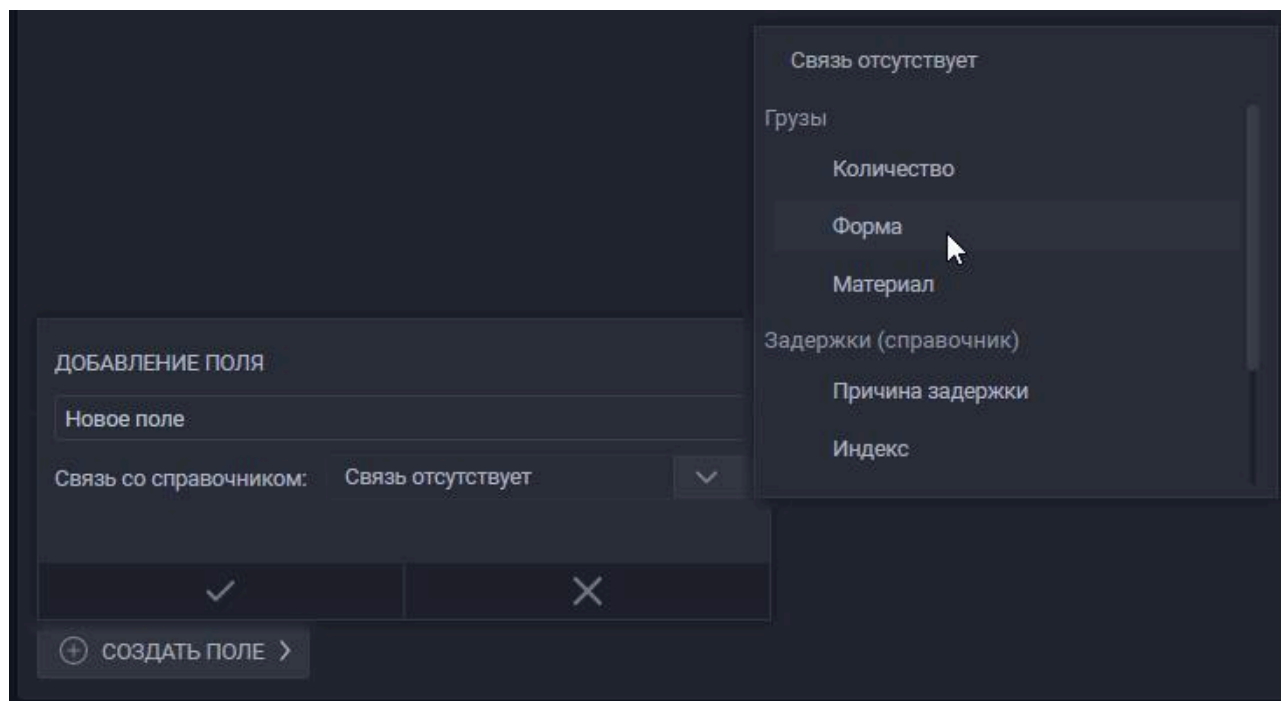 Связь отсутствует
Грузы
Количество
Форма
Материал
Задержки (справочник)
Причина задержки
Индекс
ДОБАВЛЕНИЕ ПОЛЯ
Новое поле
Связь со справочником: Связь отсутствует
СОЗДАТЬ ПОЛЕ